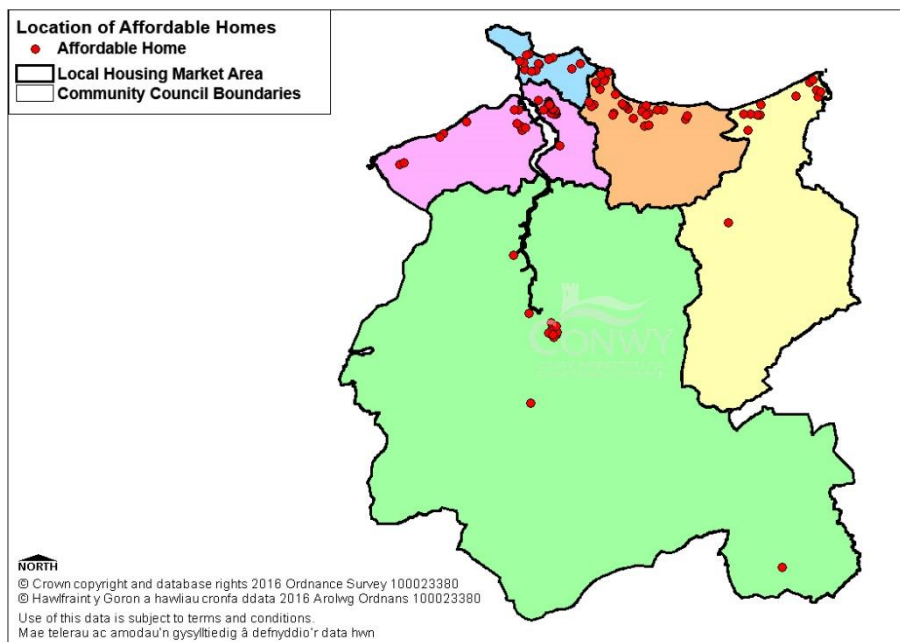 Location of Affordable Homes
Affordable Home
Local Housing Market Area
Community Council Boundaries
CONWY
NORTH
© Crown copyright and database rights 2016 Ordnance Survey 100023380
© Hawlfraint y Goron a hawliau cronfa ddata 2016 Arolwg Ordnans 100023380
Use of this data is subject to terms and conditions.
Mae telerau ac amodau'n gysylltiedig â defnyddio'r data hwn